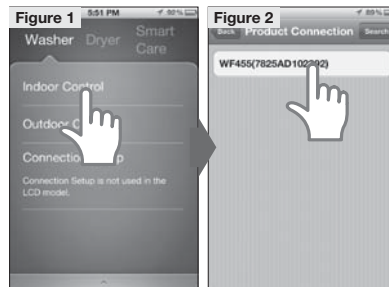 Figure 1
5:51 PM
Washer Dryer Smart Care
Indoor Control
Outdoor
Connection
Connection Setup is not used in the
LCD model.
Figure 2
Back Product Connection Search
WF455(7825AD102392)